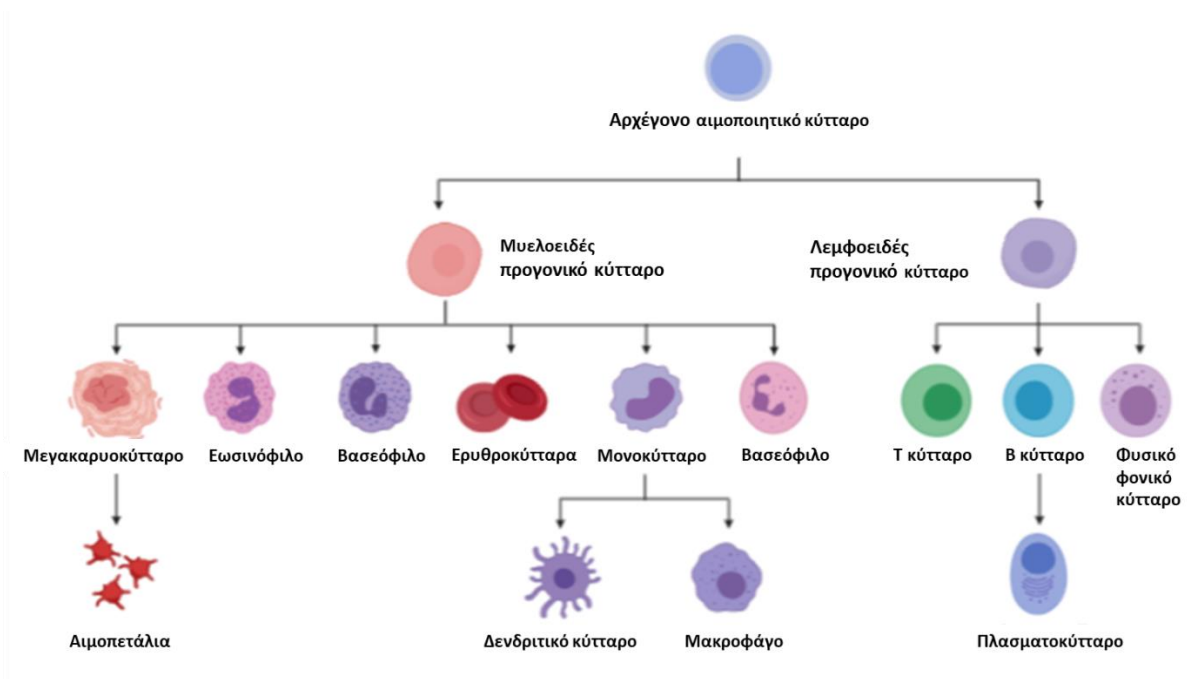 Αρχέγονο αιμοποιητικό κύτταρο
Μυελοειδές
προγονικό κύτταρο
Λεμφοειδές
προγονικό κύτταρο
Μεγακαρυοκύτταρο
Εωσινόφιλο
Βασεόφιλο
Ερυθροκύτταρα
Μονοκύτταρο
Βασεόφιλο
Τ κύτταρο
Β κύτταρο
Φυσικό
φονικό
κύτταρο
Αιμοπετάλια
Δενδριτικό κύτταρο
Μακροφάγο
Πλασματοκύτταρο